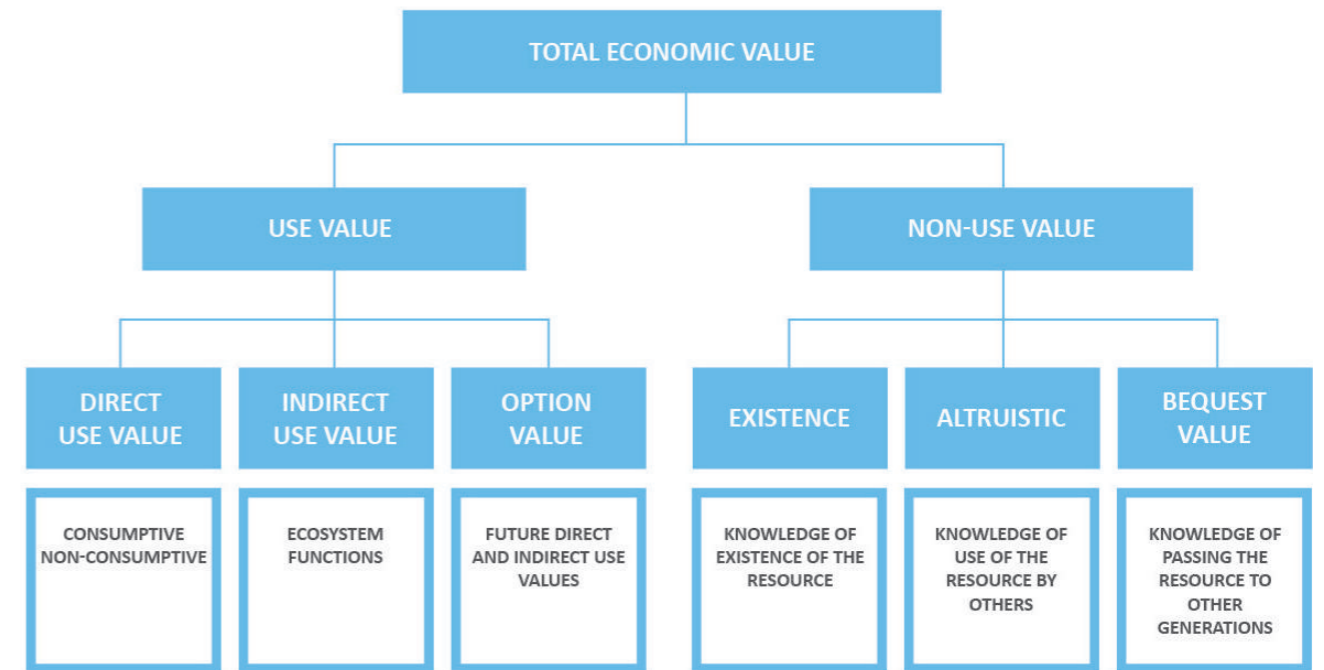 TOTAL ECONOMIC VALUE
USE VALUE
NON-USE VALUE
DIRECT
USE VALUE
INDIRECT
USE VALUE
OPTION
VALUE
EXISTENCE
ALTRUISTIC
BEQUEST
VALUE
CONSUMPTIVE
NON-CONSUMPTIVE
ECOSYSTEM
FUNCTIONS
FUTURE DIRECT
AND INDIRECT USE
VALUES
KNOWLEDGE OF
EXISTENCE OF THE
RESOURCE
KNOWLEDGE OF
USE OF THE
RESOURCE BY
OTHERS
KNOWLEDGE OF
PASSING THE
RESOURCE TO
OTHER
GENERATIONS